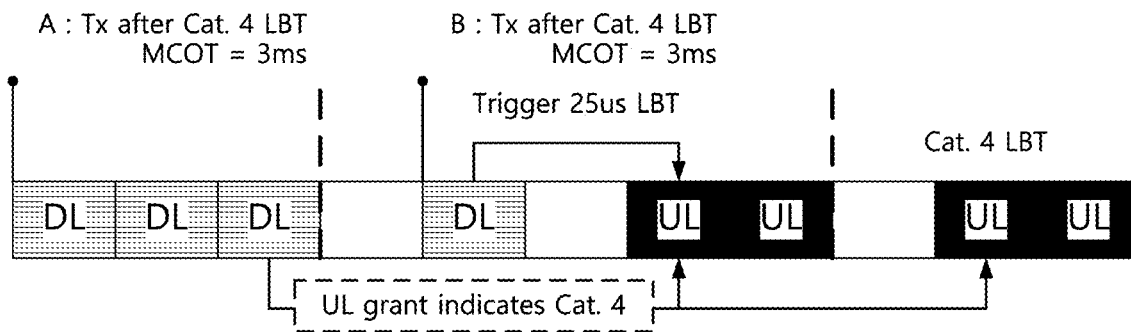 A : Tx after Cat. 4 LBT
MCOT = 3ms
B : Tx after Cat. 4 LBT
MCOT = 3ms
Trigger 25us LBT
Cat. 4 LBT
DL DL DL DL UL UL UL UL
UL grant indicates Cat. 4